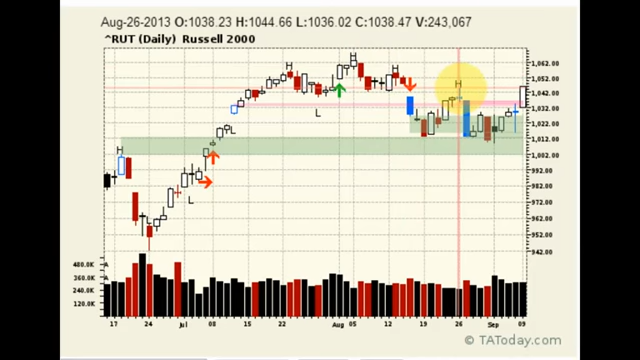 Aug-26-2013 O:1038.23 H:1044.66 L:1036.02 C:1038.47 V:243,067
^RUT (Daily) Russell 2000
H
H
H
H
H
L
L
L
L
1,062.00
1,052.00
1,042.00
1,032.00
1,022.00
1,012.00
1,002.00
992.00
982.00
972.00
962.00
952.00
942.00
480.0K
360.0K
240.0K
120.0K
17 24 Jul 08 15 22 Aug 05 12 19 26 Sep 09
© TAToday.com